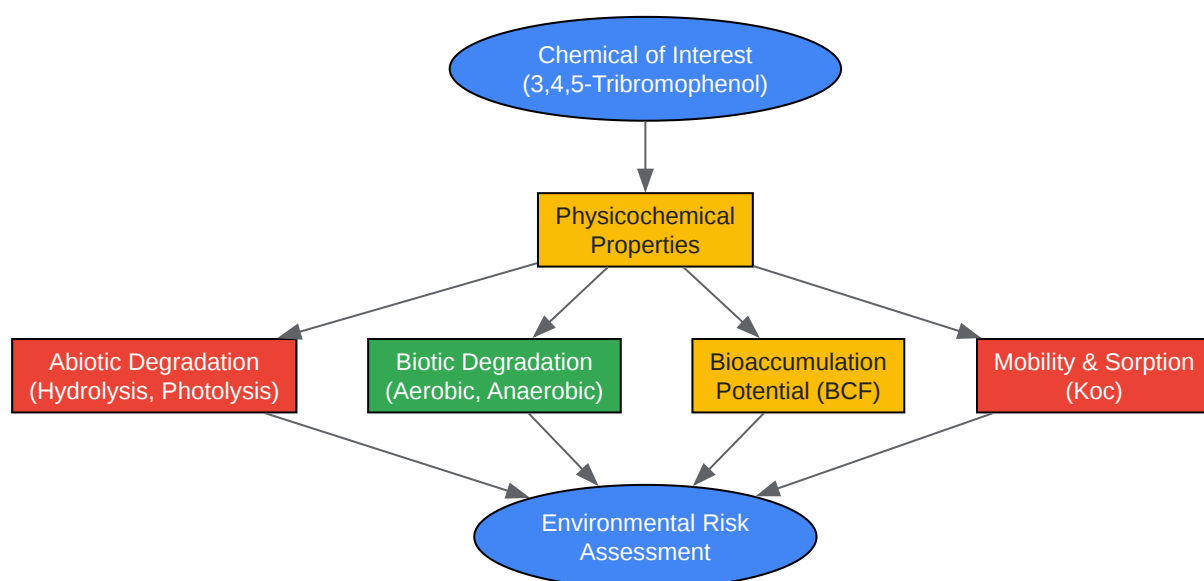 Chemical of Interest
(3,4,5-Tribromophenol)
Physicochemical
Properties
Abiotic Degradation
(Hydrolysis, Photolysis)
Biotic Degradation
(Aerobic, Anaerobic)
Bioaccumulation
Potential (BCF)
Mobility & Sorption
(Koc)
Environmental Risk
Assessment